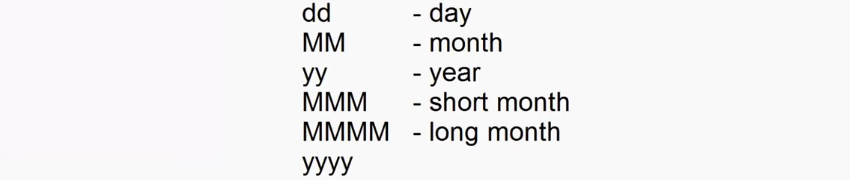 dd - day
MM - month
yy - year
MMM - short month
MMMM - long month
yyyy